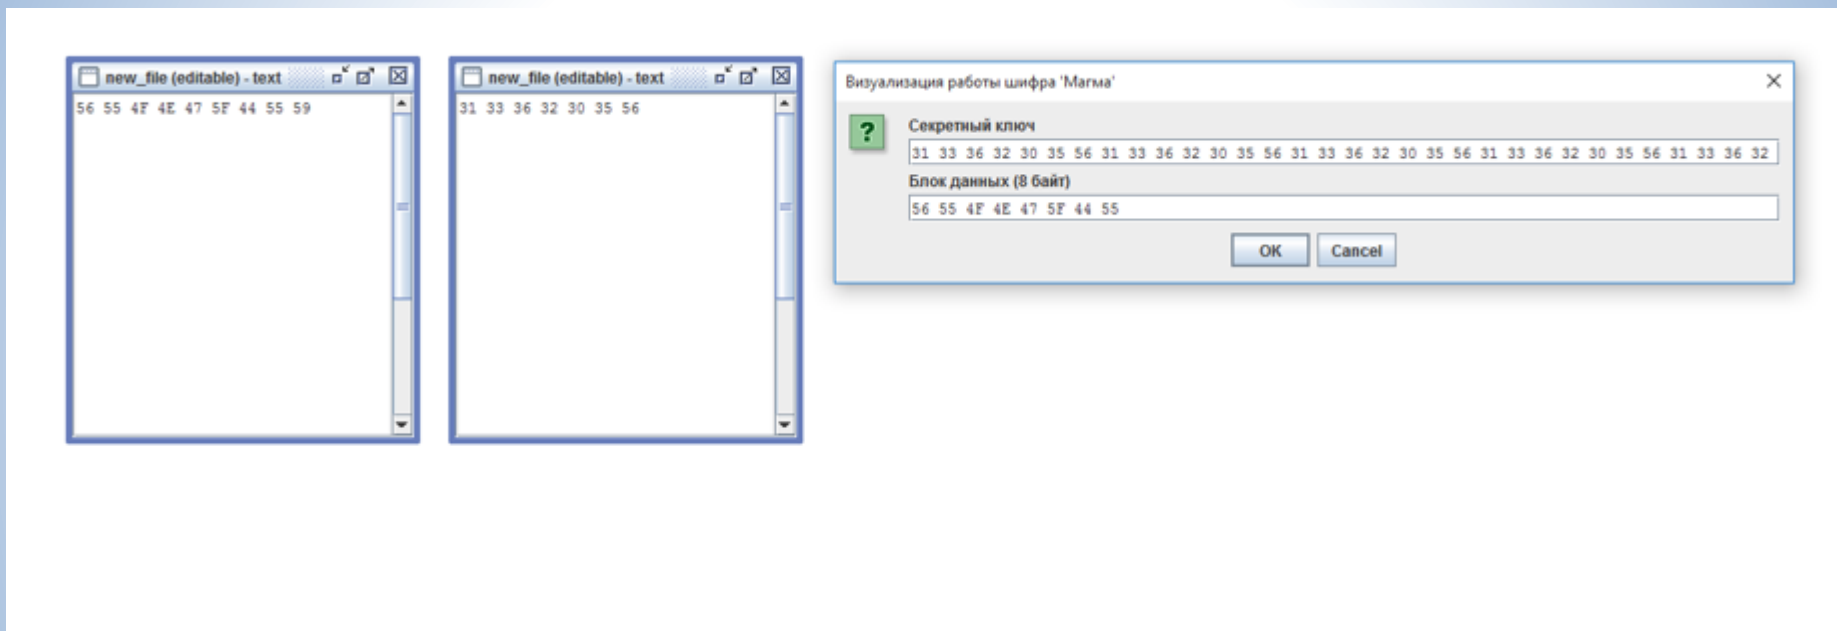 new_file (editable) - text
56 55 4F 4E 47 5F 44 55 59
new_file (editable) - text
31 33 36 32 30 35 56
Визуализация работы шифра 'Магма'
Секретный ключ
31 33 36 32 30 35 56 31 33 36 32 30 35 56 31 33 36 32 30 35 56 31 33 36 32 30 35 56 31 33 36 32
Блок данных (8 байт)
56 55 4F 4E 47 5F 44 55
OK
Cancel